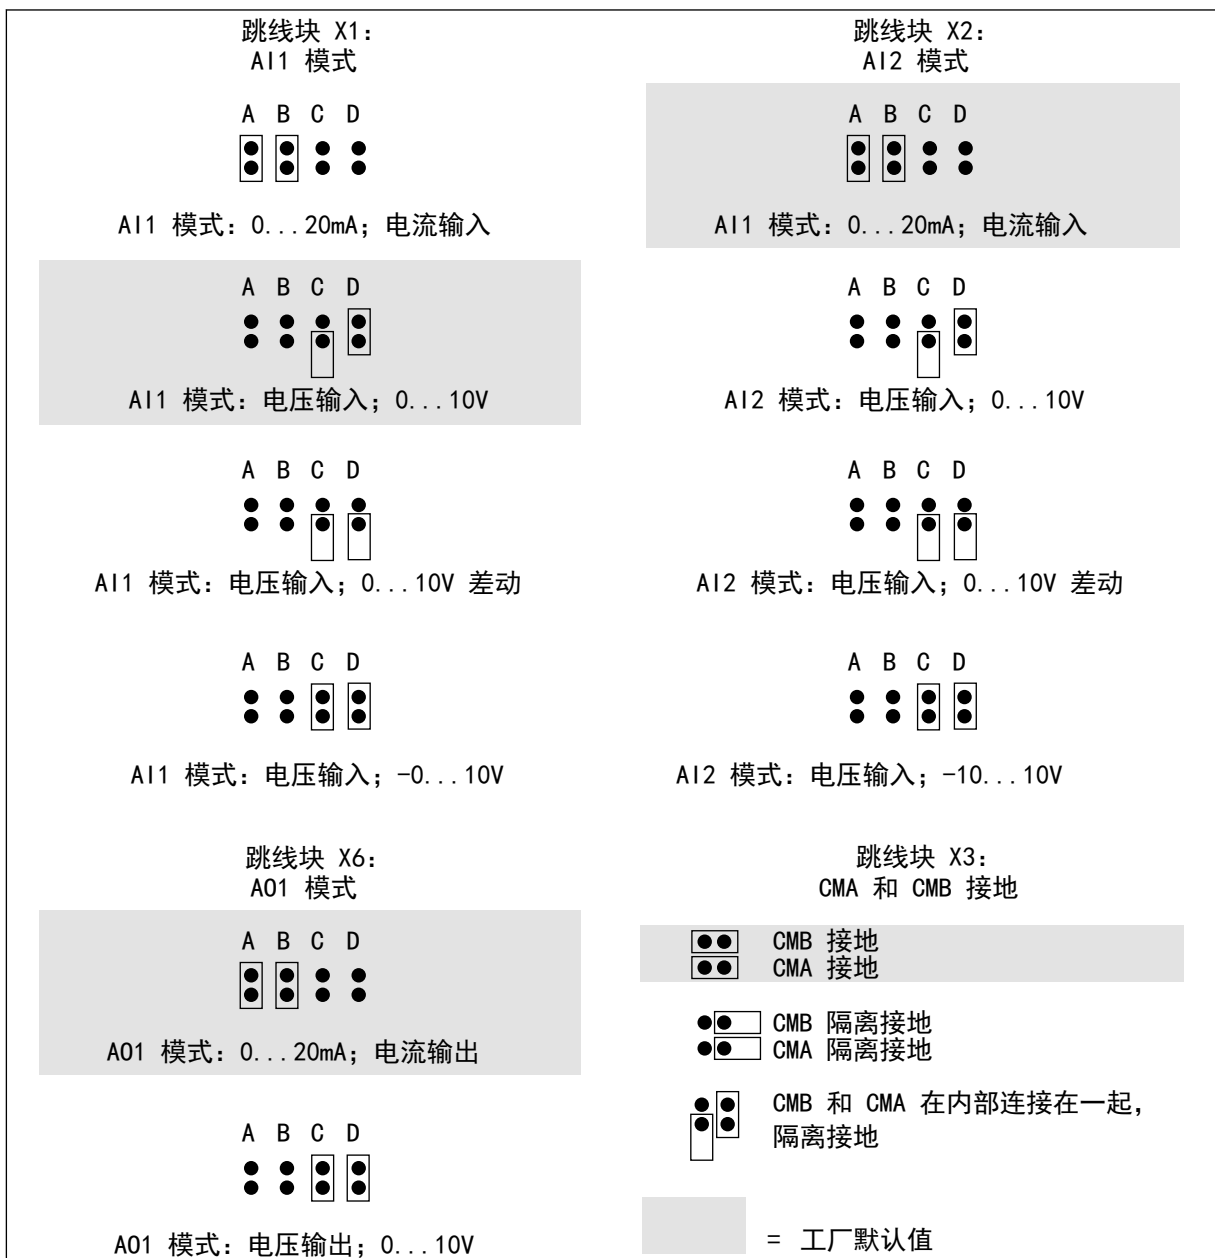 跳线块 X1:
AI1 模式
A B C D
AI1 模式: 0...20mA; 电流输入
A B C D
AI1 模式: 电压输入; 0...10V
A B C D
AI1 模式: 电压输入; 0...10V 差动
A B C D
AI1 模式: 电压输入; -0...10V
跳线块 X2:
AI2 模式
A B C D
AI1 模式: 0...20mA; 电流输入
A B C D
AI2 模式: 电压输入; 0...10V
A B C D
AI2 模式: 电压输入; 0...10V 差动
A B C D
AI2 模式: 电压输入; -10...10V
跳线块 X6:
AO1 模式
A B C D
AO1 模式: 0...20mA; 电流输出
A B C D
AO1 模式: 电压输出; 0...10V
跳线块 X3:
CMA 和 CMB 接地
CMB 接地
CMA 接地
CMB 隔离接地
CMA 隔离接地
CMB 和 CMA 在内部连接在一起,
隔离接地
= 工厂默认值